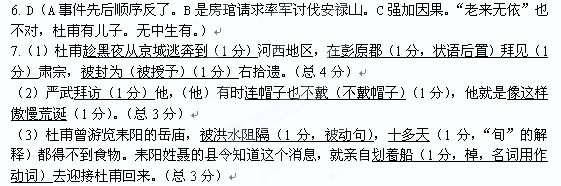 6. D（A 事件先后顺序反了。B 是房琯请求率军讨伐安禄山。C 强加因果。“老来无依”也
不对，杜甫有儿子。无中生有。）
7.（1）杜甫趁黑夜从京城逃奔到（1 分）河西地区，在彭原郡（1 分，状语后置）拜见（1
分）肃宗，被封为（被授予）（1 分）右拾遗。（总 4 分）
（2）严武拜访（1 分）他，（他）有时连帽子也不戴（不戴帽子）（1 分），他就是像这样
傲慢荒诞（1 分）。（总 3 分）
（3）杜甫曾游览耒阳的岳庙，被洪水阻隔（1 分，被动句），十多天（1 分，“旬”的解
释）都得不到食物。耒阳姓聂的县令知道这个消息，就亲自划着船（1 分，棹，名词用作
动词）去迎接杜甫回来。（总 3 分）